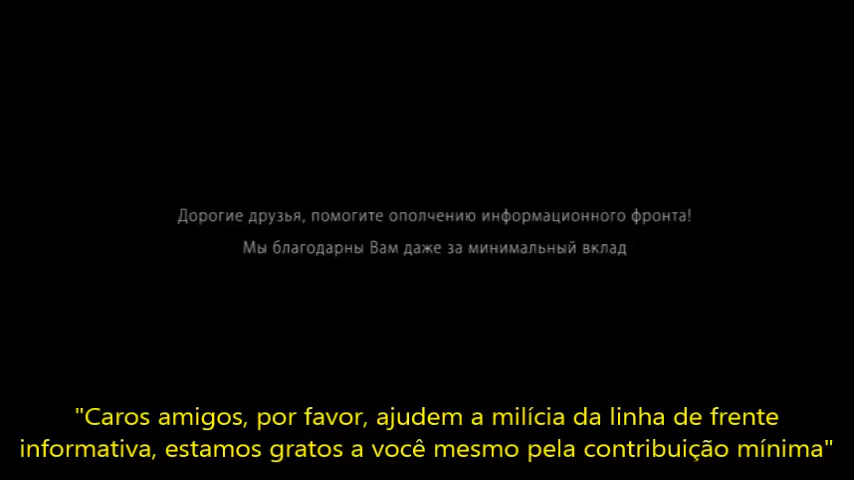 Дорогие друзья, помогите ополчению информационного фронта!
Мы благодарны Вам даже за минимальный вклад
"Caros amigos, por favor, ajudem a milícia da linha de frente
informativa, estamos gratos a você mesmo pela contribuição mínima"